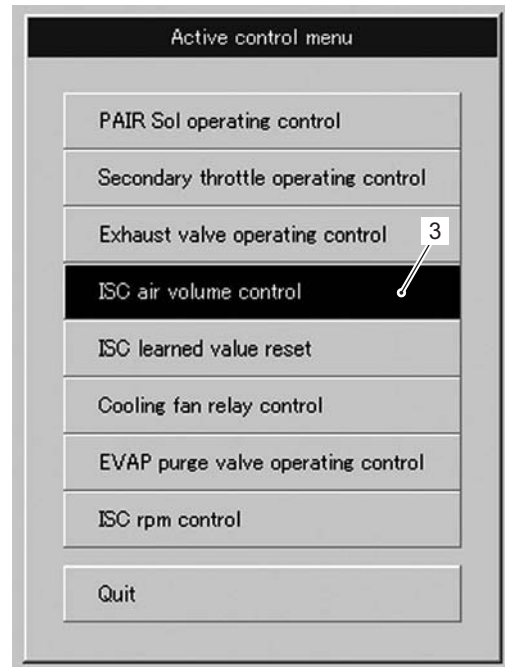 Active control menu
PAIR Sol operating control
Secondary throttle operating control
Exhaust valve operating control
3
ISC air volume control
ISC learned value reset
Cooling fan relay control
EVAP purge valve operating control
ISC rpm control
Quit